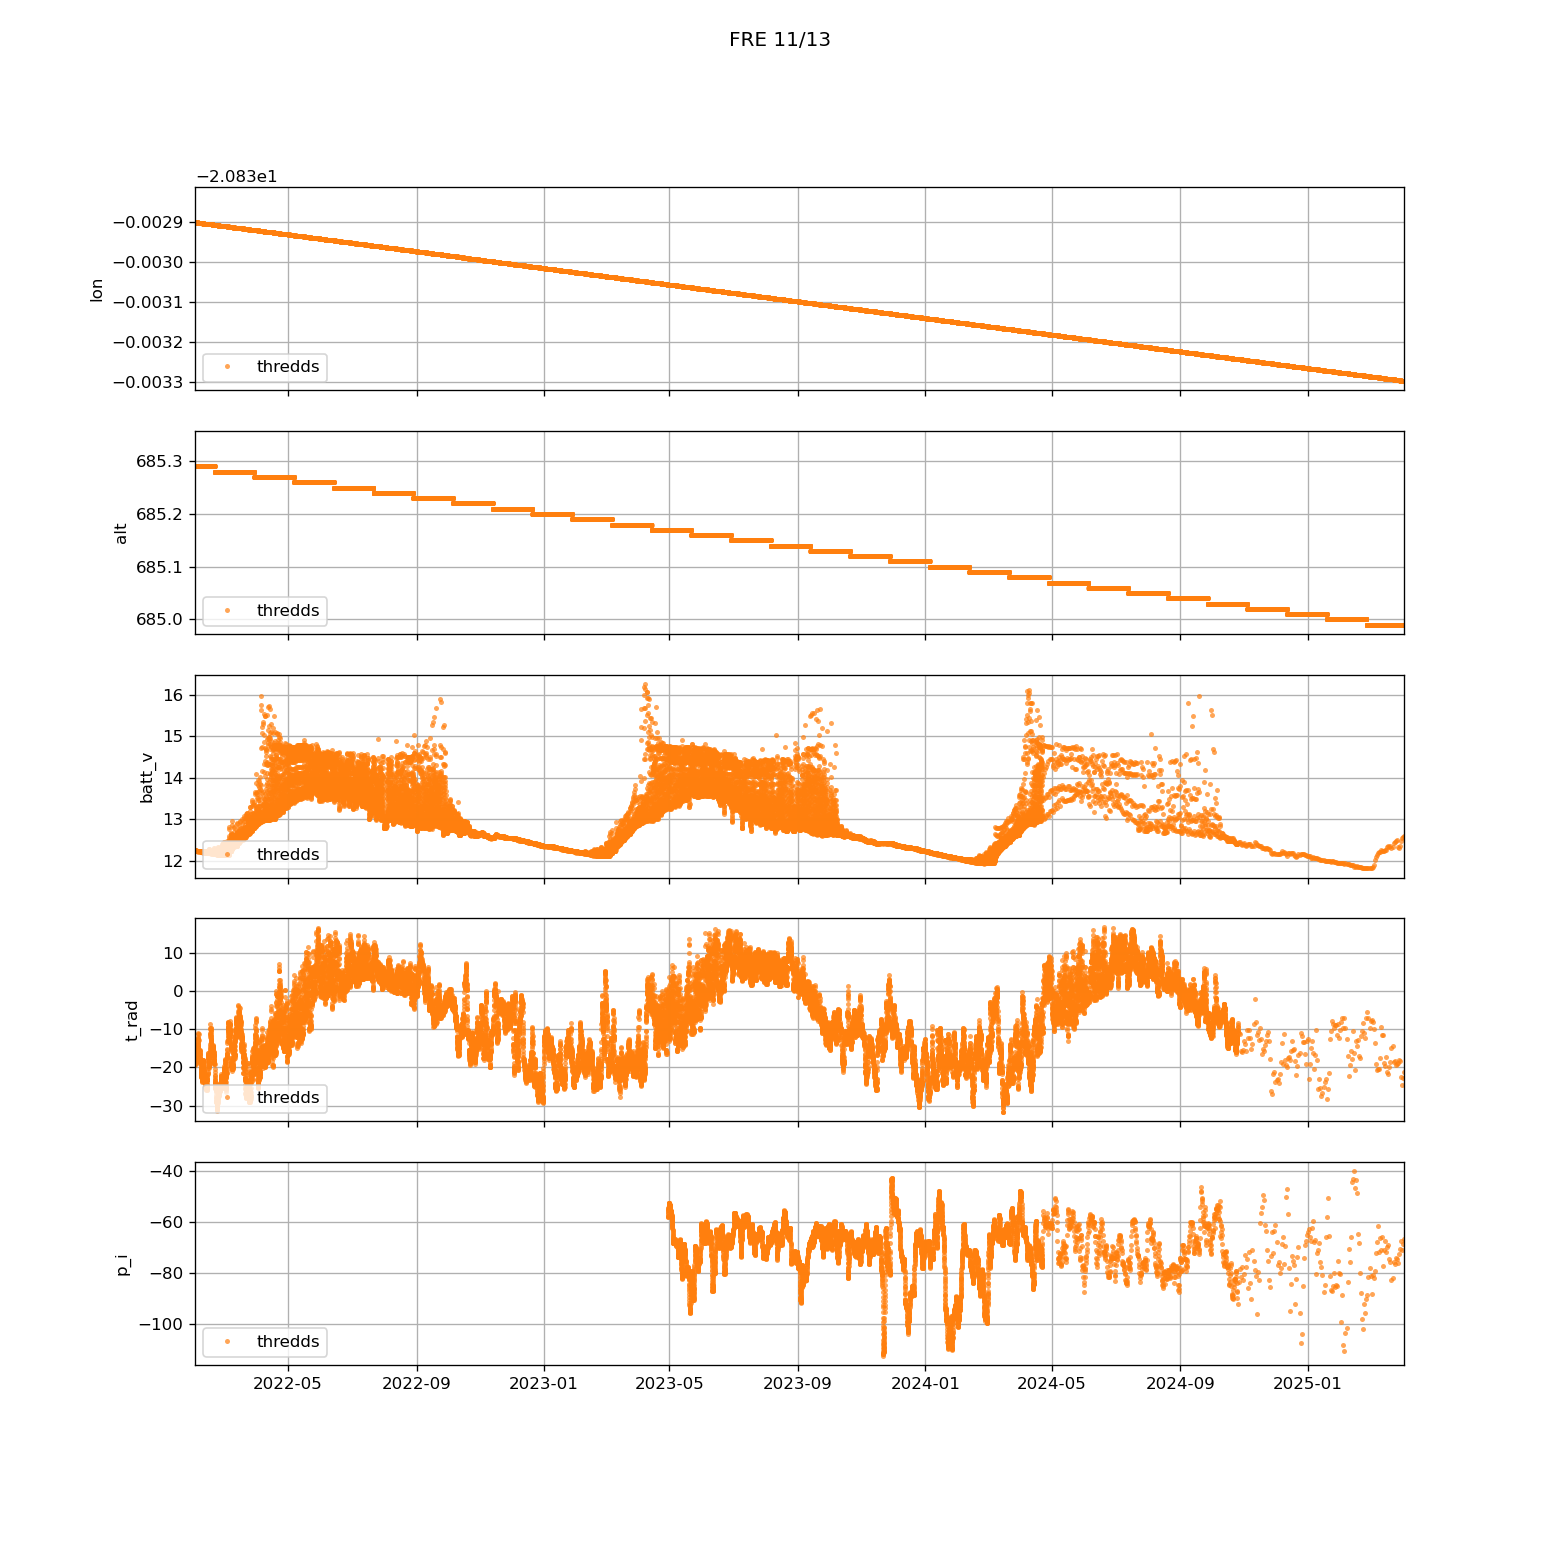 FRE 11/13
−2.083e1
−0.0029
−0.0030
−0.0031
−0.0032
−0.0033
lon
thredds
685.3
685.2
685.1
685.0
alt
thredds
16
15
14
13
12
batt_v
thredds
10
0
−10
−20
−30
t_rad
thredds
−40
−60
−80
−100
p_i
thredds
2022-05 2022-09 2023-01 2023-05 2023-09 2024-01 2024-05 2024-09 2025-01